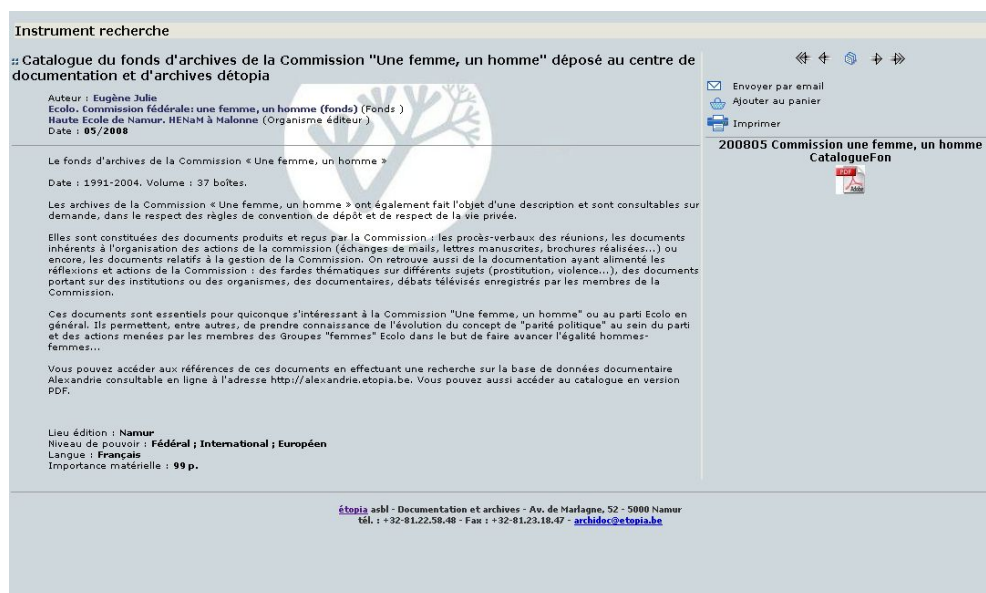 Instrument recherche
:: Catalogue du fonds d'archives de la Commission "Une femme, un homme" déposé au centre de
documentation et d'archives détopia
Auteur : Eugène Julie
Ecolo. Commission fédérale: une femme, un homme (fonds) (Fonds )
Haute Ecole de Namur. HENaM à Malonne (Organisme éditeur )
Date : 05/2008
Envoyer par email
Ajouter au panier
Imprimer
200805 Commission une femme, un homme
CatalogueFon
PDF
Adobe
Le fonds d'archives de la Commission « Une femme, un homme »
Date : 1991-2004. Volume : 37 boîtes.
Les archives de la Commission « Une femme, un homme » ont également fait l'objet d'une description et sont consultables sur
demande, dans le respect des règles de convention de dépôt et de respect de la vie privée.
Elles sont constituées des documents produits et reçus par la Commission : les procès-verbaux des réunions, les documents
inhérents à l'organisation des actions de la commission (échanges de mails, lettres manuscrites, brochures réalisées...) ou
encore, les documents relatifs à la gestion de la Commission. On retrouve aussi de la documentation ayant alimenté les
réflexions et actions de la Commission : des fardes thématiques sur différents sujets (prostitution, violence...), des documents
portant sur des institutions ou des organismes, des documentaires, débats télévisés enregistrés par les membres de la
Commission.
Ces documents sont essentiels pour quiconque s'intéressant à la Commission "Une femme, un homme" ou au parti Ecolo en
général. Ils permettent, entre autres, de prendre connaissance de l'évolution du concept de "parité politique" au sein du parti
et des actions menées par les membres des Groupes "femmes" Ecolo dans le but de faire avancer l'égalité hommes-
femmes...
Vous pouvez accéder aux références de ces documents en effectuant une recherche sur la base de données documentaire
Alexandrie consultable en ligne à l'adresse http://alexandrie.etopia.be. Vous pouvez aussi accéder au catalogue en version
PDF.
Lieu édition : Namur
Niveau de pouvoir : Fédéral ; International ; Européen
Langue : Français
Importance matérielle : 99 p.
étopia asbl - Documentation et archives - Av. de Marlagne, 52 - 5000 Namur
tél. : +32-81.22.58.48 - Fax : +32-81.23.18.47 - archidoc@etopia.be